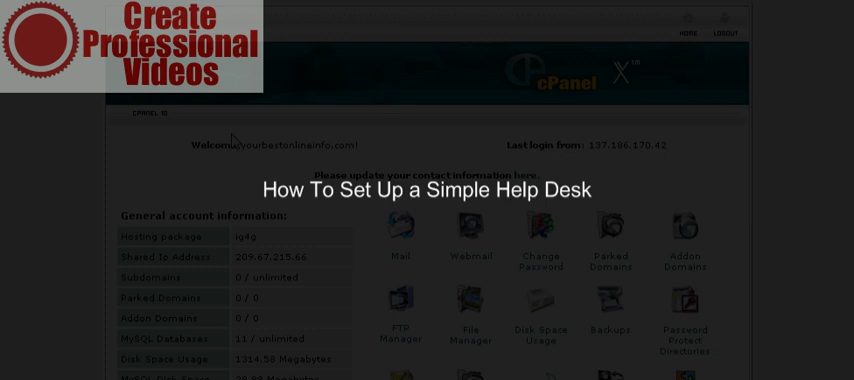 Create
Professional
Videos
HOME LOGOUT
cPanel X TM
CPANEL 10
Welcome yourbestonlineinfo.com!
Last login from: 137.186.170.42
Please update your contact information here.
How To Set Up a Simple Help Desk
General account information:
Hosting package ig4g
Shared Ip Address 209.67.215.66
Subdomains 0 / unlimited
Parked Domains 0 / 0
Addon Domains 0 / 0
MySQL Databases 11 / unlimited
Disk Space Usage 1314.58 Megabytes
Mail
Webmail
Change
Password
Parked
Domains
Addon
Domains
FTP
Manager
File
Manager
Disk Space
Usage
Backups
Password
Protect
Directories